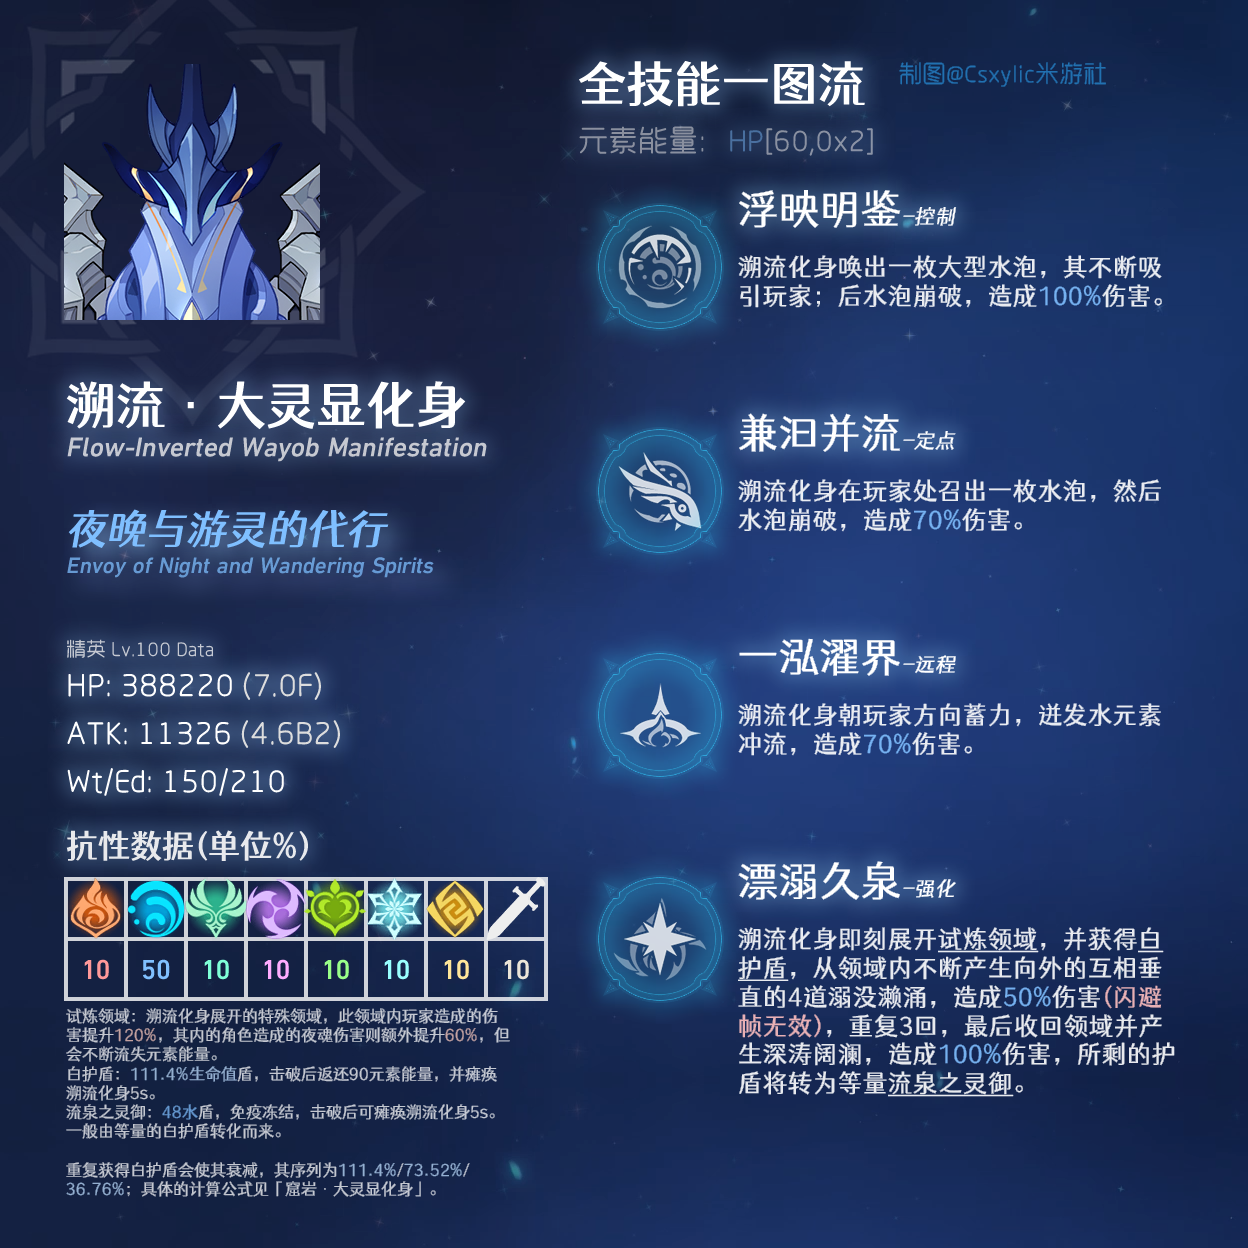 全技能一图流
制图@Csxylic米游社
元素能量： HP[60,0x2]
浮映明鉴-控制
溯流化身唤出一枚大型水泡，其不断吸
引玩家；后水泡崩破，造成100%伤害。
溯流·大灵显化身
Flow-Inverted Wayob Manifestation
兼汩并流-定点
溯流化身在玩家处召出一枚水泡，然后
水泡崩破，造成70%伤害。
夜晚与游灵的代行
Envoy of Night and Wandering Spirits
精英 Lv.100 Data
HP: 388220 (7.0F)
ATK: 11326 (4.6B2)
Wt/Ed: 150/210
一泓濯界-远程
溯流化身朝玩家方向蓄力，迸发水元素
冲流，造成70%伤害。
抗性数据(单位%)
10 50 10 10 10 10 10 10
漂溺久泉-强化
溯流化身即刻展开试炼领域，并获得白
护盾，从领域内不断产生向外的互相垂
直的4道溺没濑涌，造成50%伤害(闪避
帧无效)，重复3回，最后收回领域并产
生深涛阔澜，造成100%伤害，所剩的护
盾将转为等量流泉之灵御。
试炼领域：溯流化身展开的特殊领域，此领域内玩家造成的伤
害提升120%，其内的角色造成的夜魂伤害则额外提升60%，但
会不断流失元素能量。
白护盾：111.4%生命值盾，击破后返还90元素能量，并瘫痪
溯流化身5s。
流泉之灵御：48水盾，免疫冻结，击破后可瘫痪溯流化身5s。
一般由等量的白护盾转化而来。
重复获得白护盾会使其衰减，其序列为111.4%/73.52%/
36.76%；具体的计算公式见「窟岩·大灵显化身」。